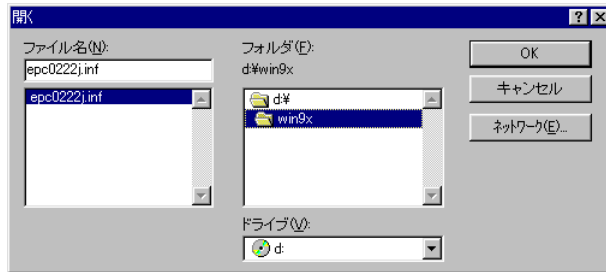 開く
ファイル名(N):
epc0222j.inf
epc0222j.inf
フォルダ(F):
d:¥win9x
d:¥
win9x
ドライブ(V):
d:
OK
キャンセル
ネットワーク(E)...